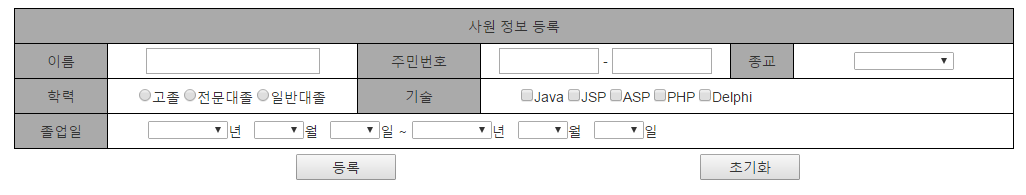 사원 정보 등록
이름 주민번호 - 종교
학력 고졸 전문대졸 일반대졸 기술 Java JSP ASP PHP Delphi
졸업일 년 월 일 ~ 년 월 일
등록 초기화